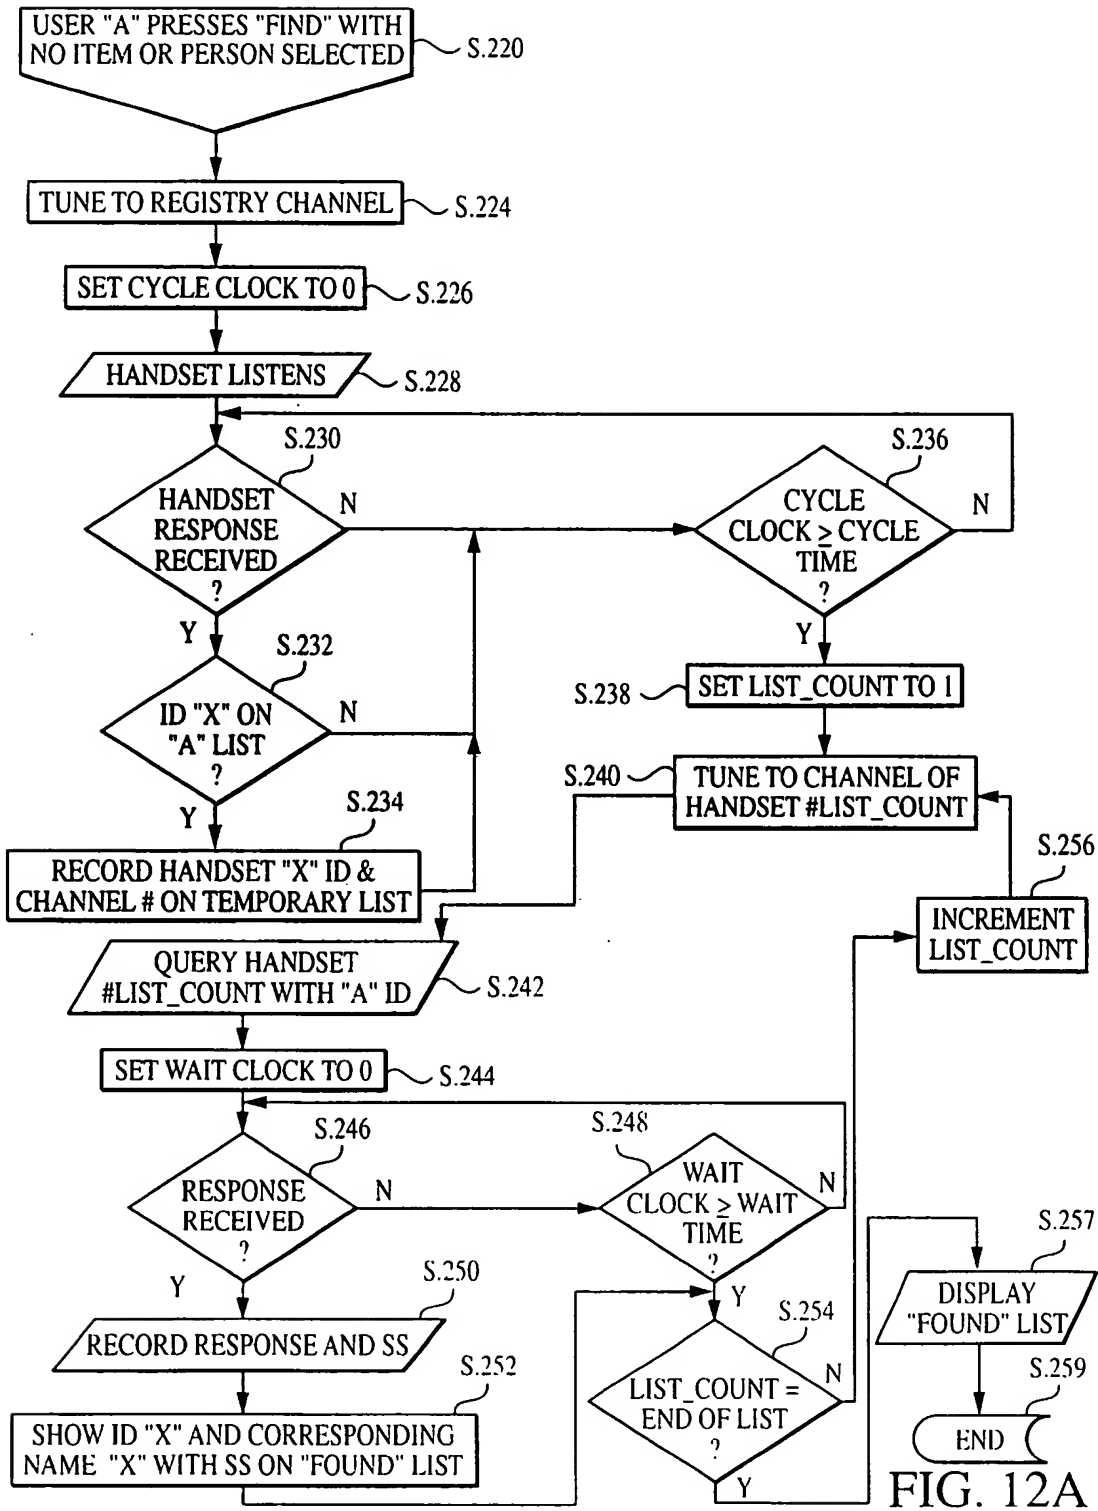 USER "A" PRESSES "FIND" WITH
NO ITEM OR PERSON SELECTED
S.220
TUNE TO REGISTRY CHANNEL
S.224
SET CYCLE CLOCK TO 0
S.226
HANDSET LISTENS
S.228
S.230
HANDSET
RESPONSE
RECEIVED
?
N
Y
S.236
CYCLE
CLOCK ≥ CYCLE
TIME
?
N
Y
S.232
ID "X" ON
"A" LIST
?
N
Y
S.238
SET LIST_COUNT TO 1
S.240
TUNE TO CHANNEL OF
HANDSET #LIST_COUNT
S.234
RECORD HANDSET "X" ID &
CHANNEL # ON TEMPORARY LIST
S.256
INCREMENT
LIST_COUNT
QUERY HANDSET
#LIST_COUNT WITH "A" ID
S.242
SET WAIT CLOCK TO 0
S.244
S.246
RESPONSE
RECEIVED
?
N
Y
S.248
WAIT
CLOCK ≥ WAIT
TIME
?
N
Y
S.250
RECORD RESPONSE AND SS
S.252
SHOW ID "X" AND CORRESPONDING
NAME "X" WITH SS ON "FOUND" LIST
S.254
LIST_COUNT =
END OF LIST
?
N
Y
S.257
DISPLAY
"FOUND" LIST
S.259
END
FIG. 12A